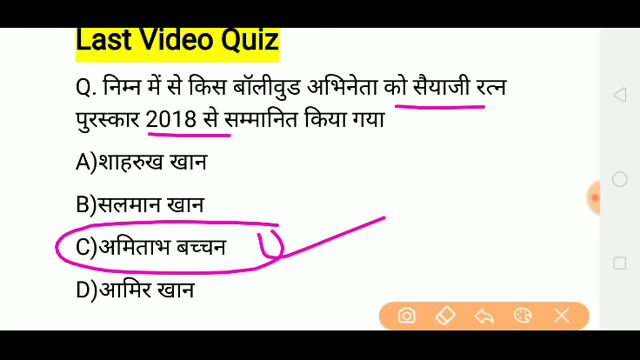 Last Video Quiz
Q. निम्न में से किस बॉलीवुड अभिनेता को सैयाजी रत्न
पुरस्कार 2018 से सम्मानित किया गया
A)शाहरुख खान
B)सलमान खान
C)अमिताभ बच्चन
D)आमिर खान